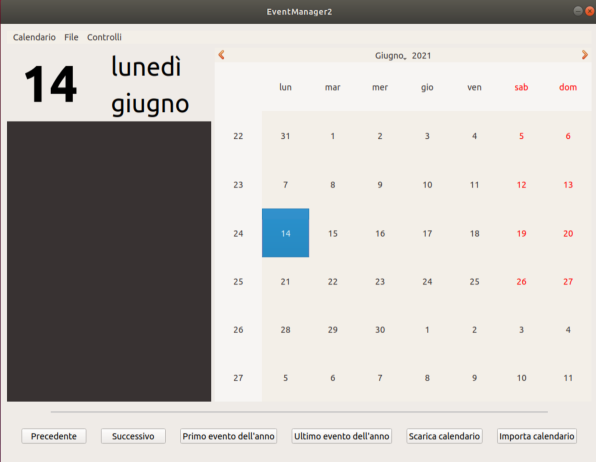 EventManager2
Calendario File Controlli
14 lunedì
giugno
Giugno, 2021
lun mar mer gio ven sab dom
22 31 1 2 3 4 5 6
23 7 8 9 10 11 12 13
24 14 15 16 17 18 19 20
25 21 22 23 24 25 26 27
26 28 29 30 1 2 3 4
27 5 6 7 8 9 10 11
Precedente Successivo Primo evento dell'anno Ultimo evento dell'anno Scarica calendario Importa calendario